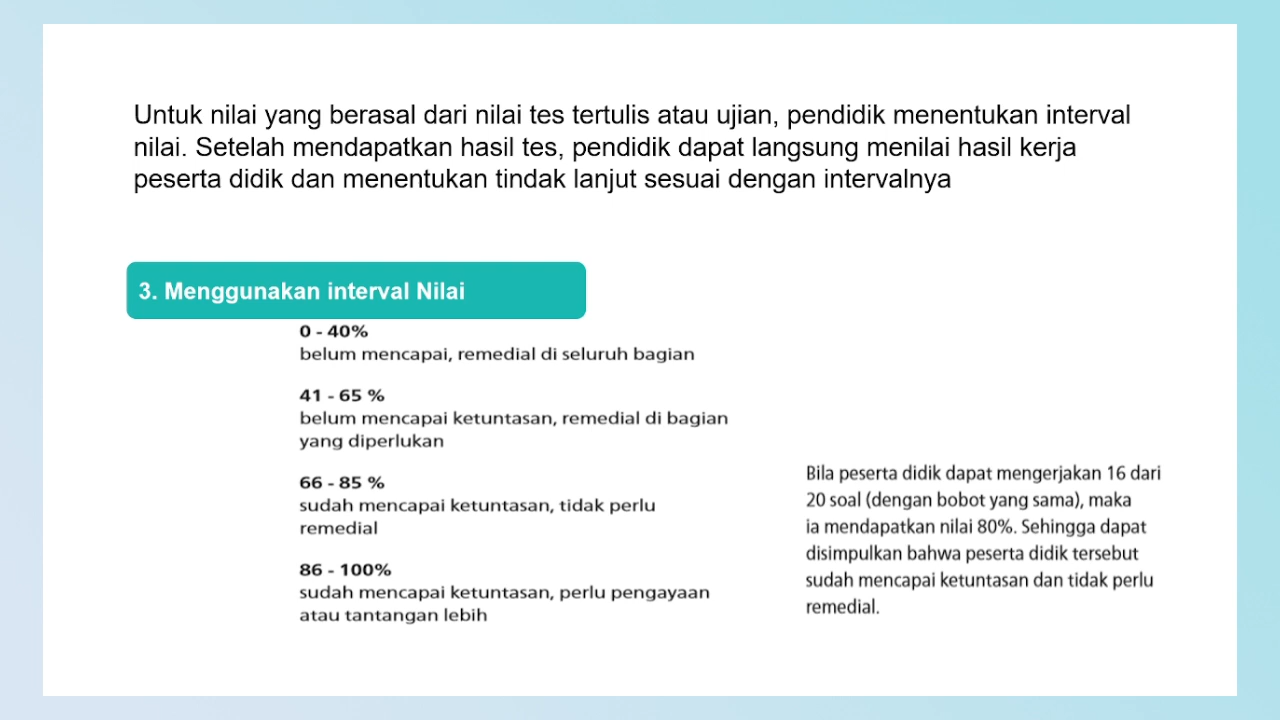 Untuk nilai yang berasal dari nilai tes tertulis atau ujian, pendidik menentukan interval
nilai. Setelah mendapatkan hasil tes, pendidik dapat langsung menilai hasil kerja
peserta didik dan menentukan tindak lanjut sesuai dengan intervalnya
3. Menggunakan interval Nilai
0 - 40%
belum mencapai, remedial di seluruh bagian
41 - 65 %
belum mencapai ketuntasan, remedial di bagian
yang diperlukan
66 - 85 %
sudah mencapai ketuntasan, tidak perlu
remedial
86 - 100%
sudah mencapai ketuntasan, perlu pengayaan
atau tantangan lebih
Bila peserta didik dapat mengerjakan 16 dari
20 soal (dengan bobot yang sama), maka
ia mendapatkan nilai 80%. Sehingga dapat
disimpulkan bahwa peserta didik tersebut
sudah mencapai ketuntasan dan tidak perlu
remedial.